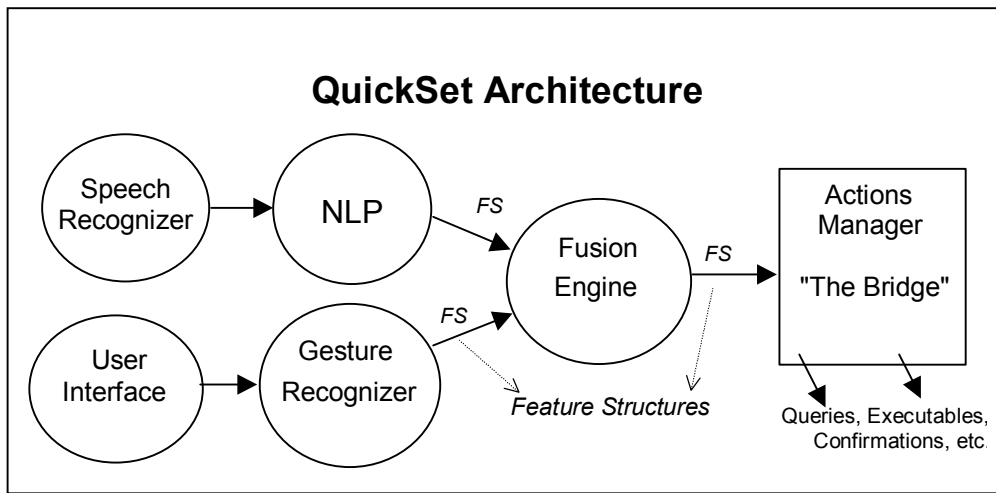 QuickSet Architecture
Speech
Recognizer
NLP
FS
Fusion
Engine
FS
Actions
Manager
"The Bridge"
User
Interface
Gesture
Recognizer
FS
Feature Structures
Queries, Executables,
Confirmations, etc.